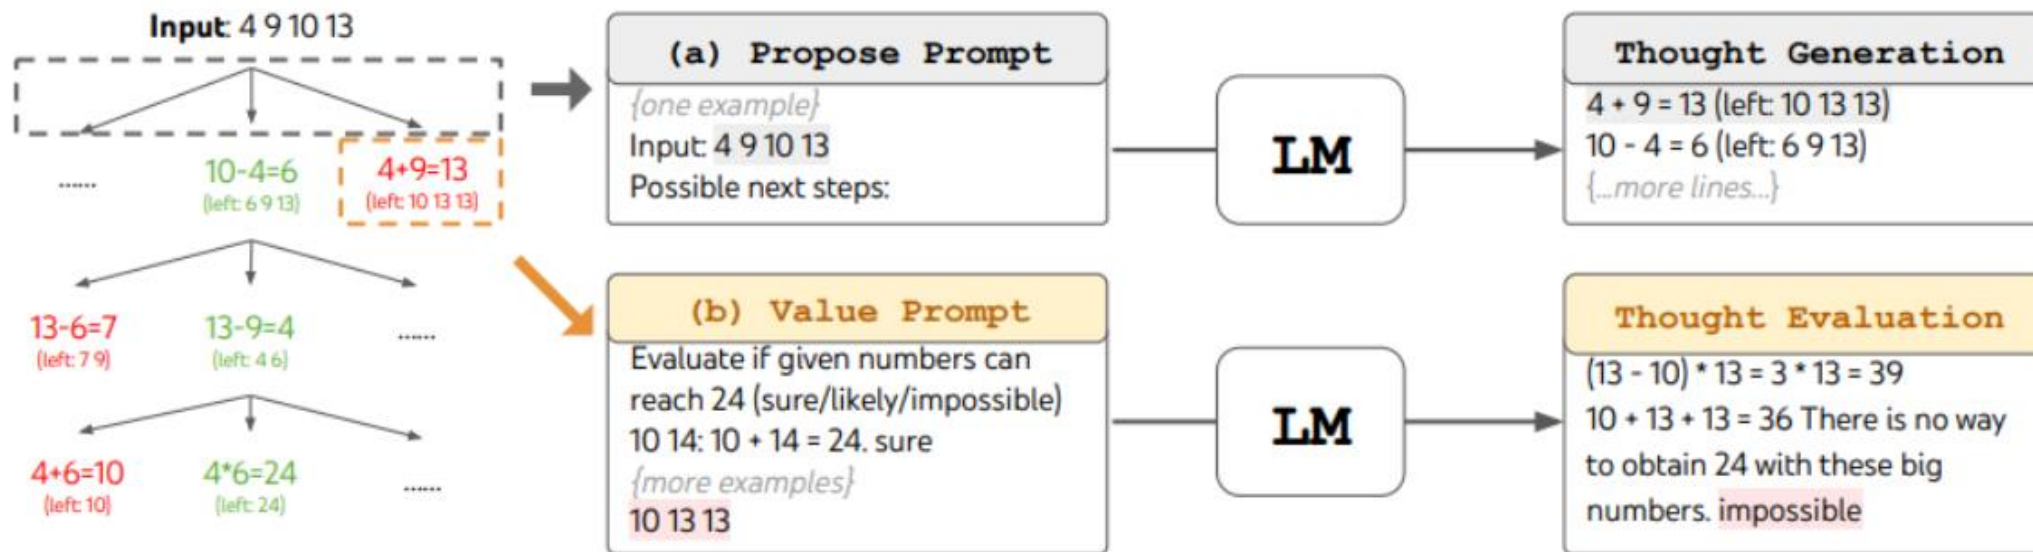 Input: 4 9 10 13
......
10-4=6
(left: 6 9 13)
4+9=13
(left: 10 13 13)
13-6=7
(left: 7 9)
13-9=4
(left: 4 6)
......
4+6=10
(left: 10)
4*6=24
(left: 24)
......
(a) Propose Prompt
{one example}
Input: 4 9 10 13
Possible next steps:
LM
Thought Generation
4 + 9 = 13 (left: 10 13 13)
10 - 4 = 6 (left: 6 9 13)
{...more lines...}
(b) Value Prompt
Evaluate if given numbers can
reach 24 (sure/likely/impossible)
10 14: 10 + 14 = 24. sure
{more examples}
10 13 13
LM
Thought Evaluation
(13 - 10) * 13 = 3 * 13 = 39
10 + 13 + 13 = 36 There is no way
to obtain 24 with these big
numbers. impossible